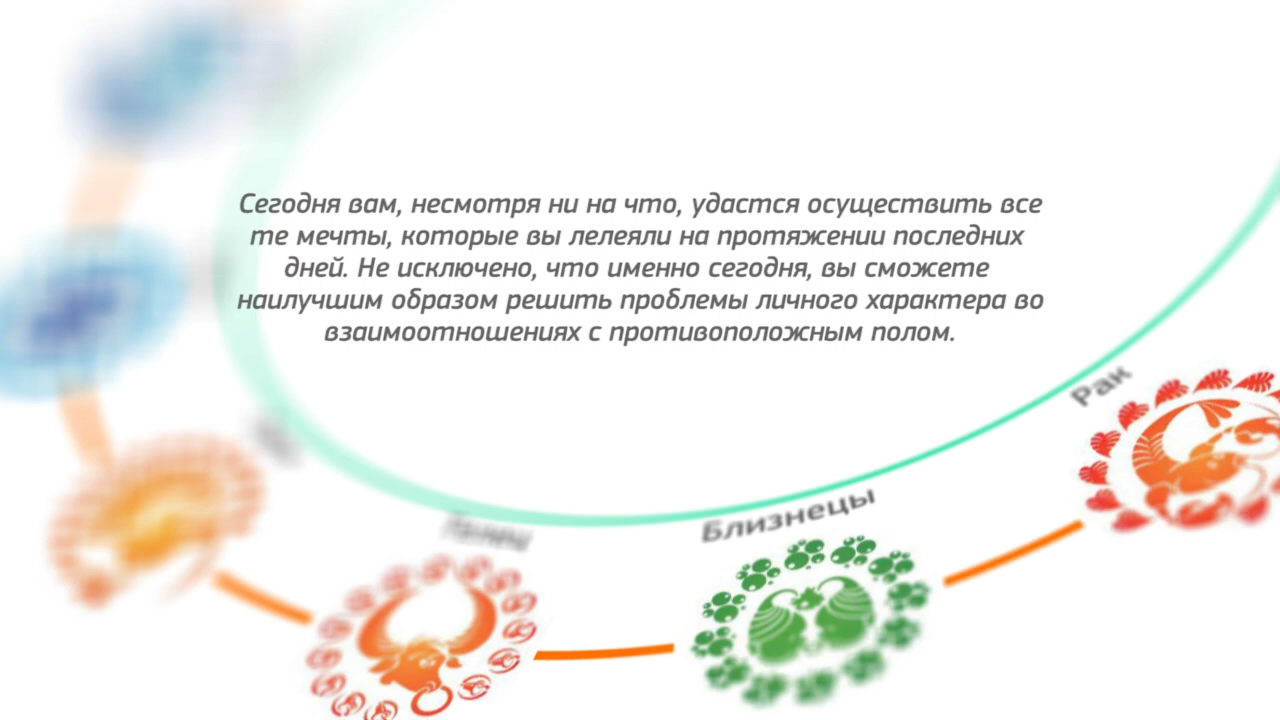 Сегодня вам, несмотря ни на что, удастся осуществить все
те мечты, которые вы лелеяли на протяжении последних
дней. Не исключено, что именно сегодня, вы сможете
наилучшим образом решить проблемы личного характера во
взаимоотношениях с противоположным полом.
Рак
Близнецы